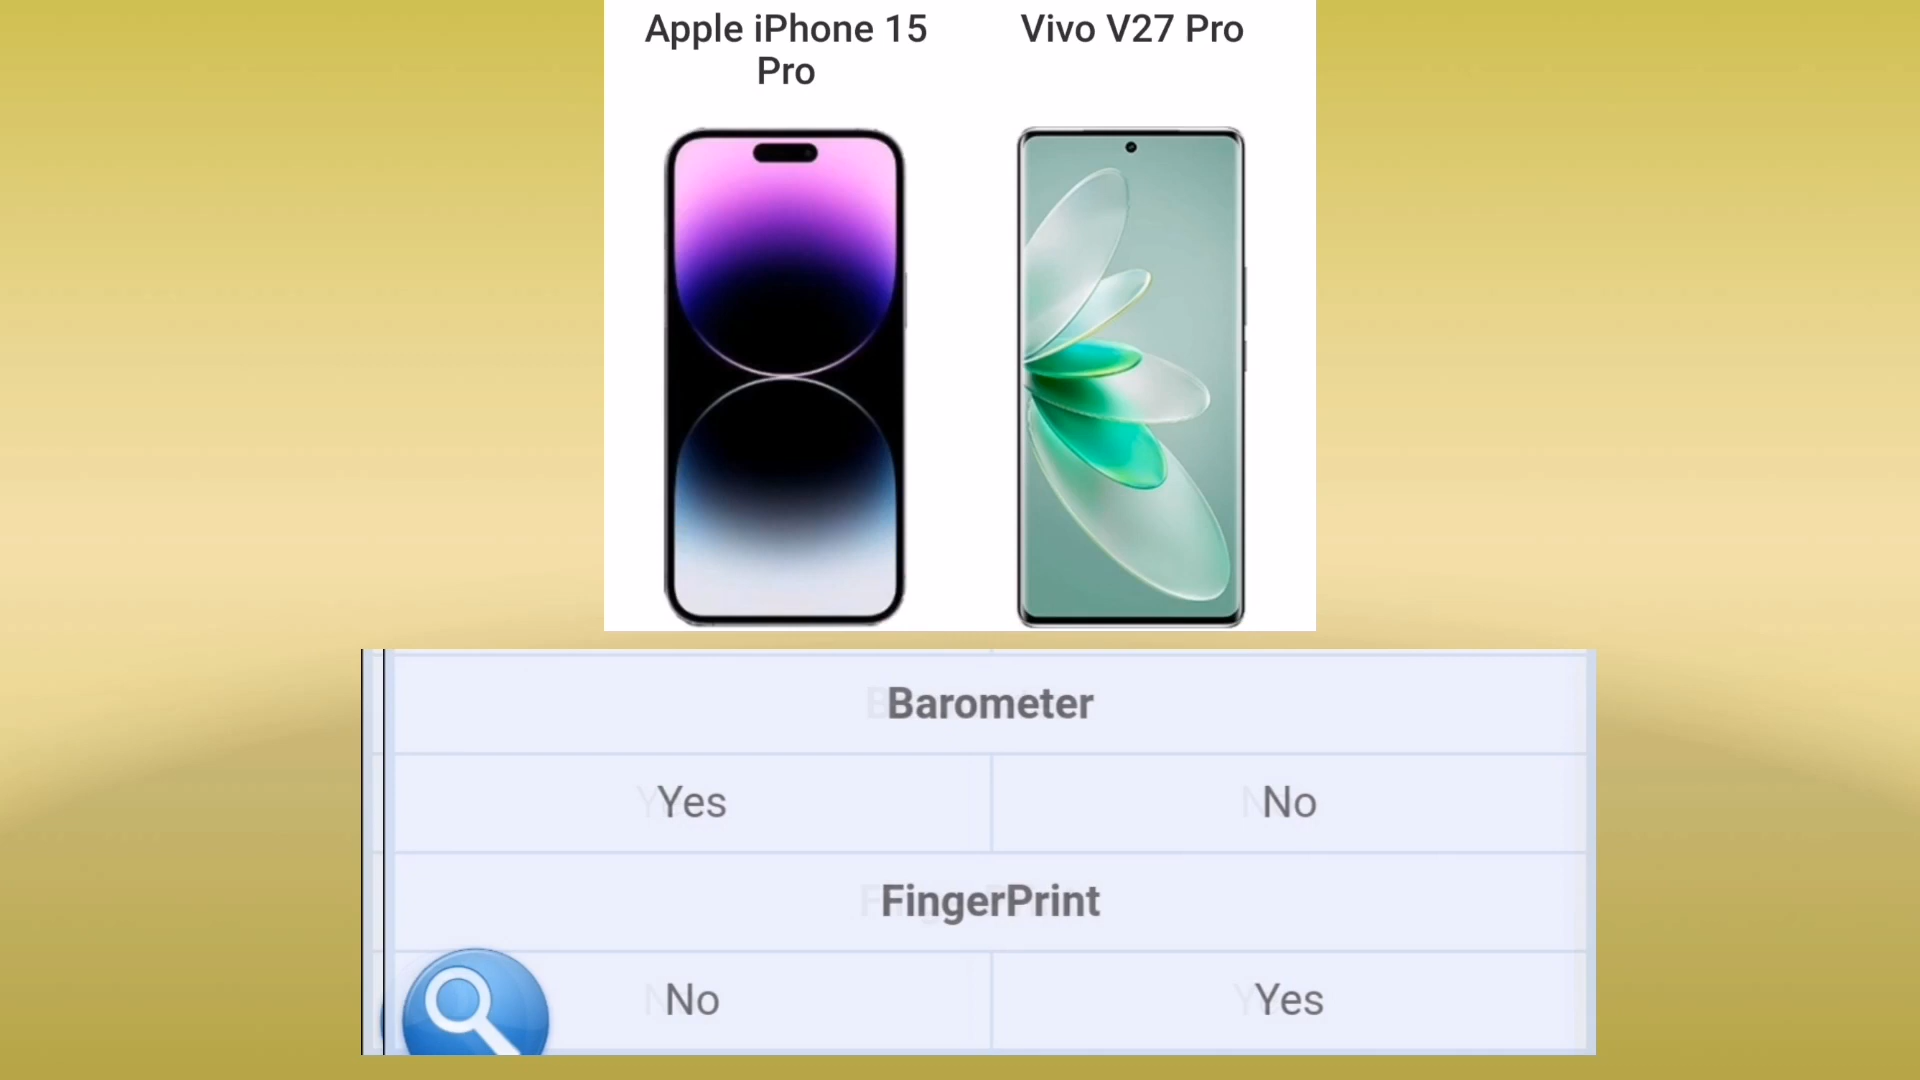 Apple iPhone 15
Pro
Vivo V27 Pro
Barometer
Yes
No
FingerPrint
No
Yes